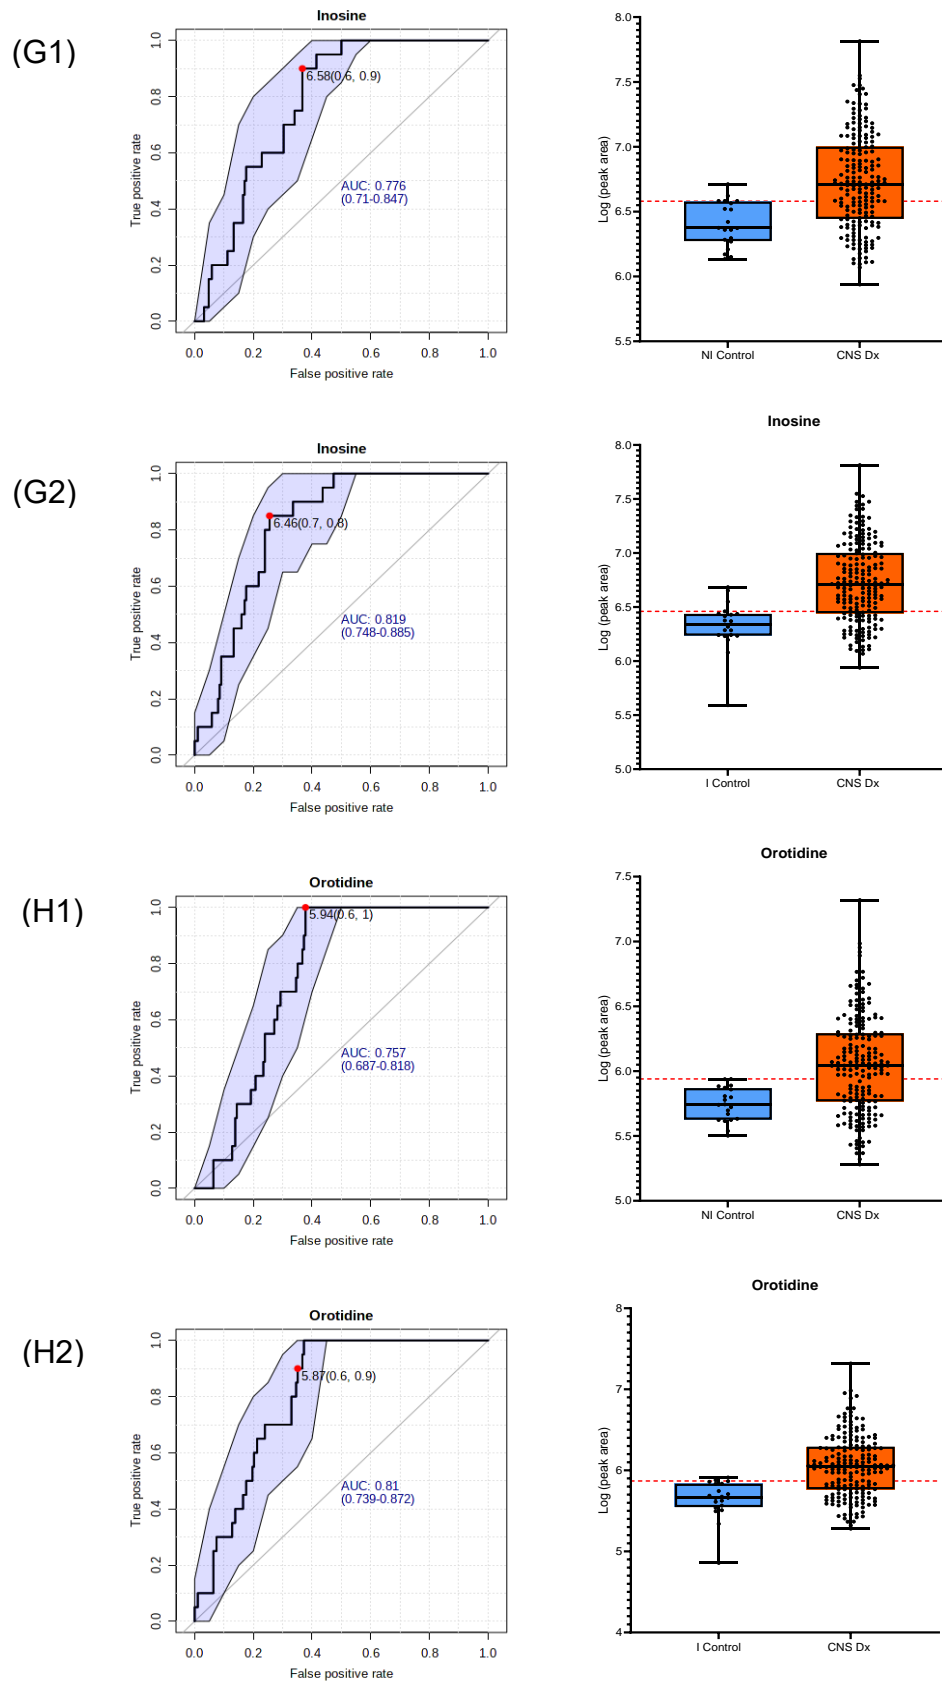 (G1)
Inosine
True positive rate
1.0
0.8
0.6
0.4
0.2
0.0
6.58(0.6, 0.9)
AUC: 0.776
(0.71-0.847)
0.0 0.2 0.4 0.6 0.8 1.0
False positive rate
Log (peak area)
8.0
7.5
7.0
6.5
6.0
5.5
NI Control CNS Dx
(G2)
Inosine
True positive rate
1.0
0.8
0.6
0.4
0.2
0.0
6.46(0.7, 0.8)
AUC: 0.819
(0.748-0.885)
0.0 0.2 0.4 0.6 0.8 1.0
False positive rate
Inosine
Log (peak area)
8.0
7.5
7.0
6.5
6.0
5.5
5.0
I Control CNS Dx
(H1)
Orotidine
True positive rate
1.0
0.8
0.6
0.4
0.2
0.0
5.94(0.6, 1)
AUC: 0.757
(0.687-0.818)
0.0 0.2 0.4 0.6 0.8 1.0
False positive rate
Orotidine
Log (peak area)
7.5
7.0
6.5
6.0
5.5
5.0
NI Control CNS Dx
(H2)
Orotidine
True positive rate
1.0
0.8
0.6
0.4
0.2
0.0
5.87(0.6, 0.9)
AUC: 0.81
(0.739-0.872)
0.0 0.2 0.4 0.6 0.8 1.0
False positive rate
Orotidine
Log (peak area)
8
7
6
5
4
I Control CNS Dx